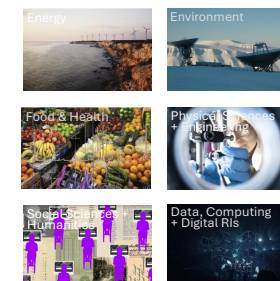 Energy
Environment
Food & Health
Physical Sciences
+ Engineering
Social Sciences +
Humanities
Data, Computing
+ Digital RIs